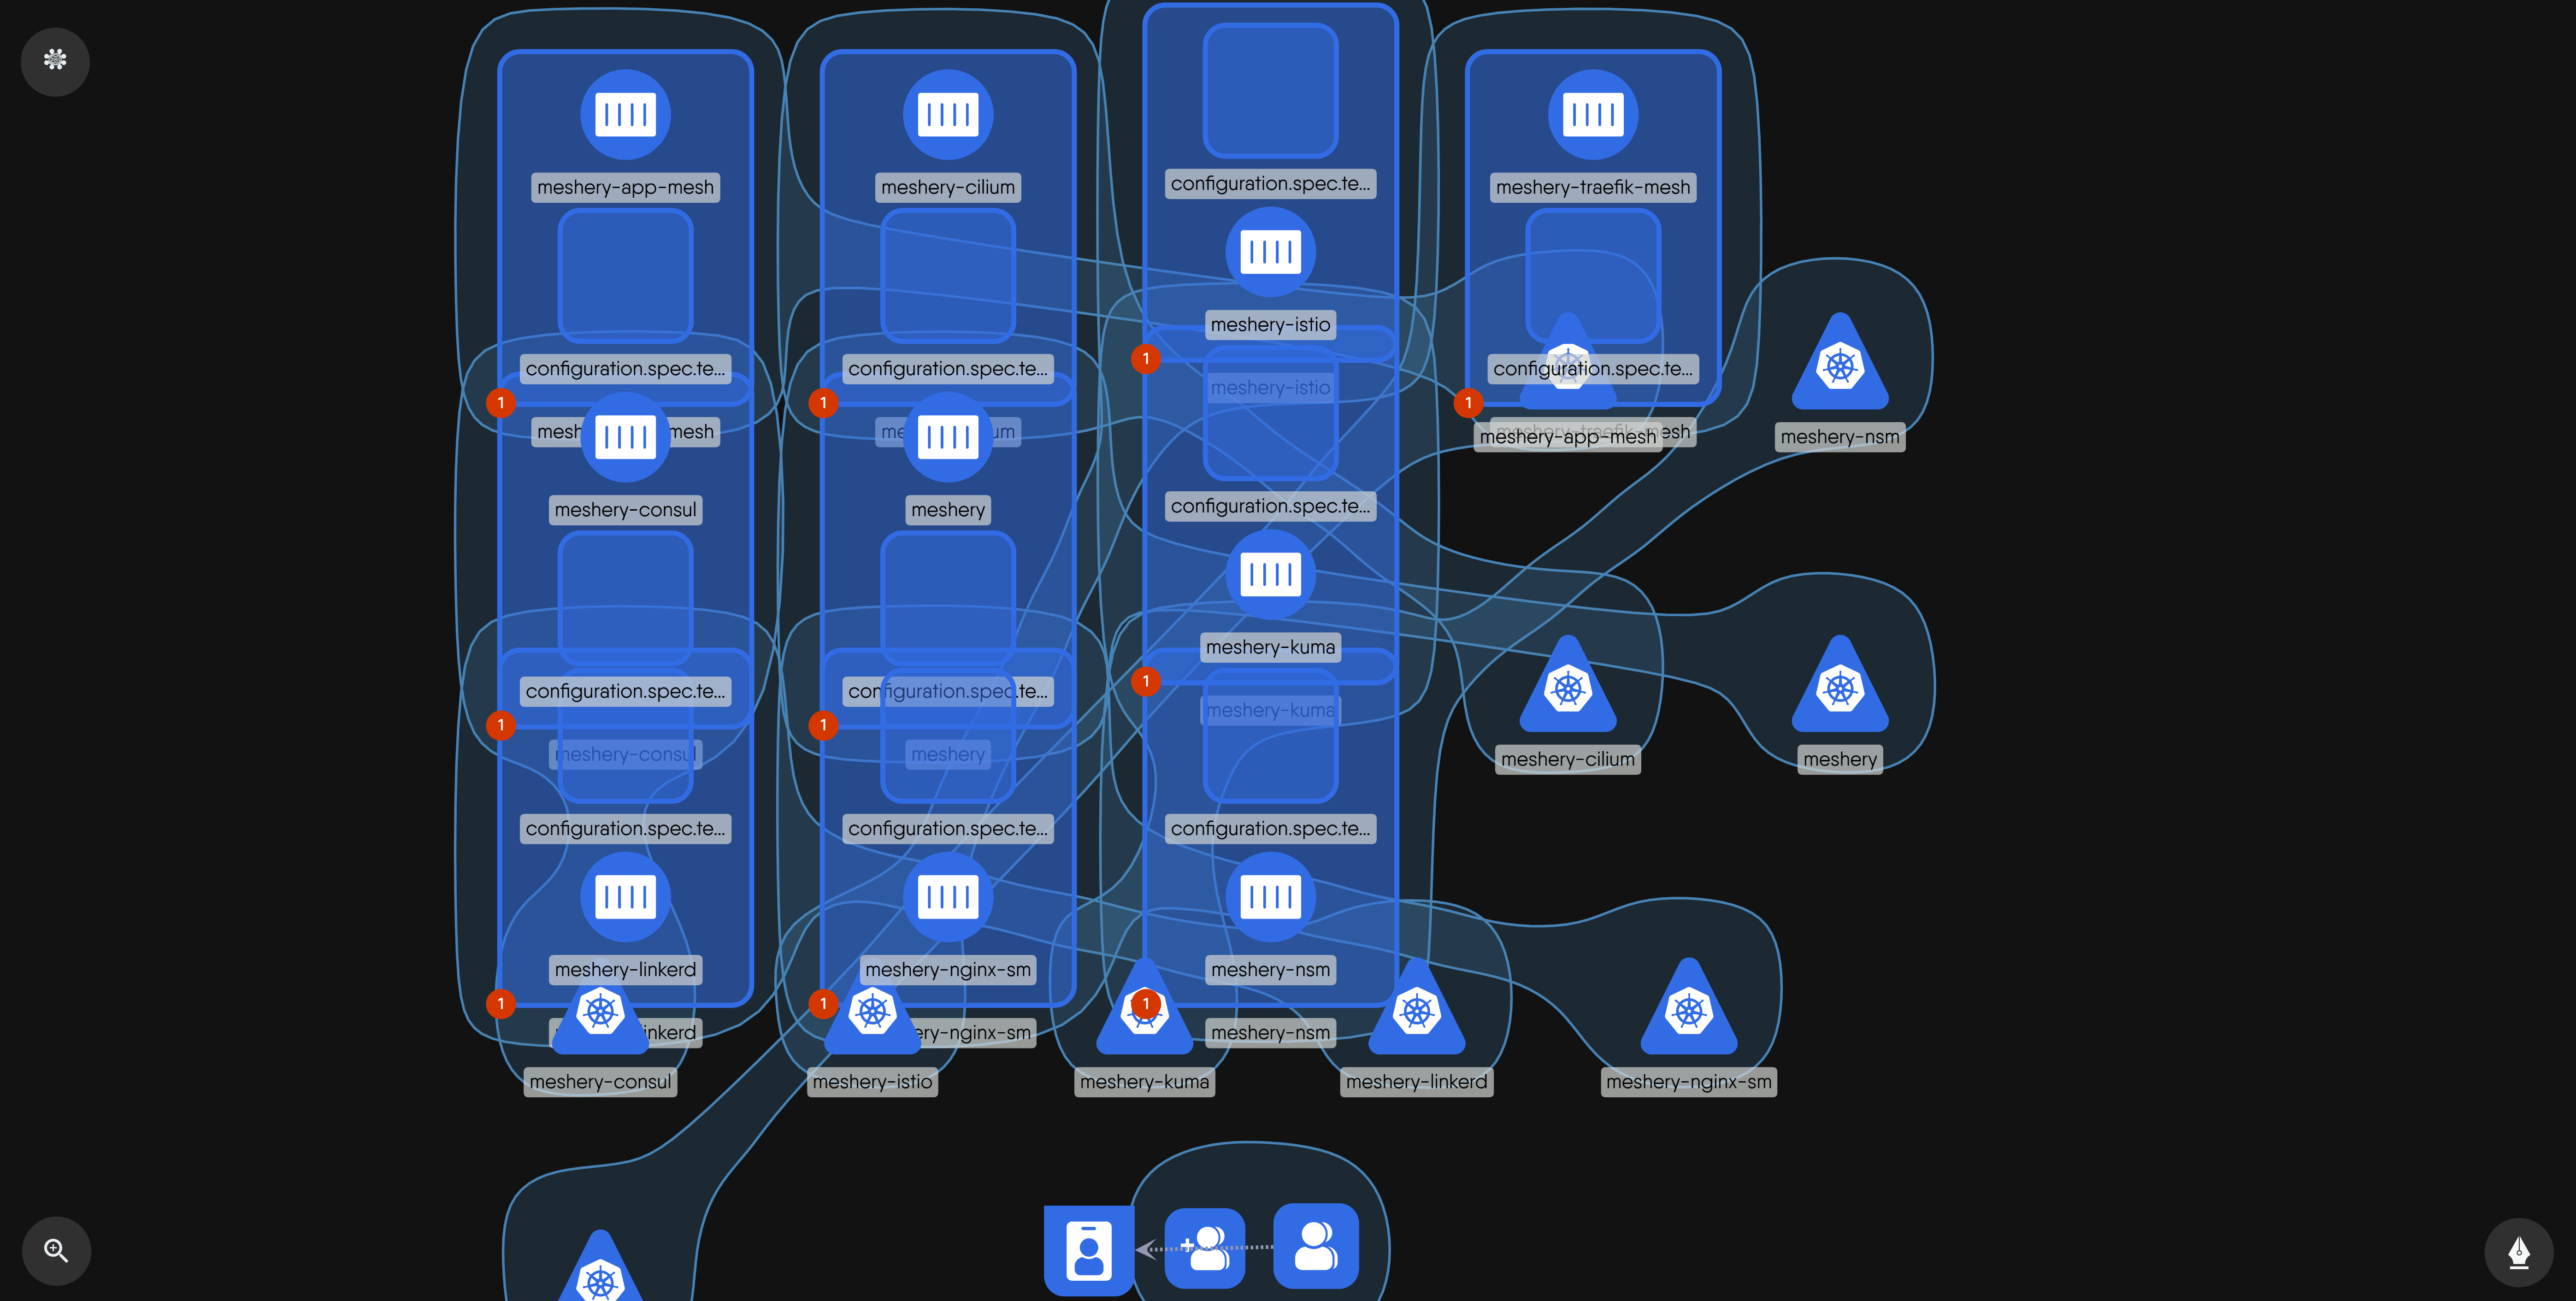 meshery-app-mesh
meshery-cilium
configuration.spec.te...
meshery-traefik-mesh
meshery-istio
configuration.spec.te...
configuration.spec.te...
1
configuration.spec.te...
meshery-istio
1
1
1
mesh
mesh
meshery-app-mesh
meshery-nsm
meshery-consul
meshery
configuration.spec.te...
meshery-kuma
configuration.spec.te...
configuration.spec.te...
1
meshery-kuma
1
1
meshery-consul
meshery
meshery-cilium
meshery
configuration.spec.te...
configuration.spec.te...
configuration.spec.te...
meshery-linkerd
meshery-nginx-sm
meshery-nsm
1
1
1
inkerd
ery-nginx-sm
meshery-nsm
meshery-consul
meshery-istio
meshery-kuma
meshery-linkerd
meshery-nginx-sm